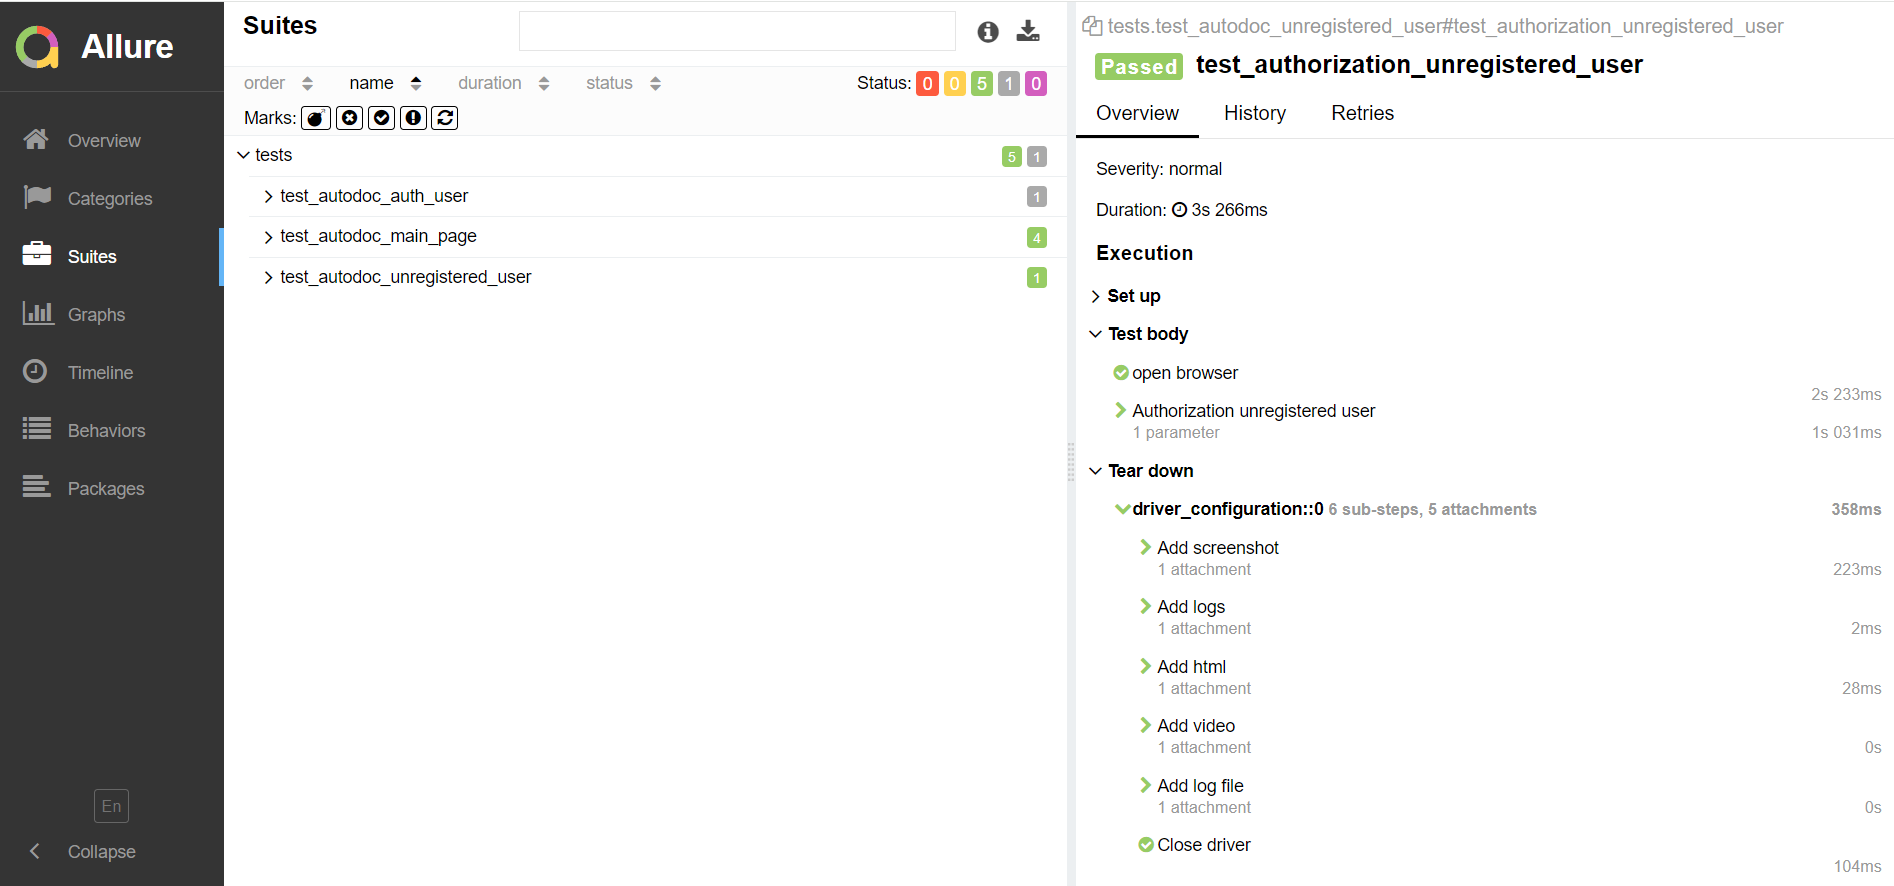 Allure
Overview
Categories
Suites
Graphs
Timeline
Behaviors
Packages
En
Collapse
Suites
order name duration status Status: 0 0 5 1 0
Marks:
tests 5 1
test_autodoc_auth_user 1
test_autodoc_main_page 4
test_autodoc_unregistered_user 1
tests.test_autodoc_unregistered_user#test_authorization_unregistered_user
Passed test_authorization_unregistered_user
Overview History Retries
Severity: normal
Duration: 3s 266ms
Execution
Set up
Test body
open browser
2s 233ms
Authorization unregistered user
1 parameter 1s 031ms
Tear down
driver_configuration::0 6 sub-steps, 5 attachments 358ms
Add screenshot
1 attachment 223ms
Add logs
1 attachment 2ms
Add html
1 attachment 28ms
Add video
1 attachment 0s
Add log file
1 attachment 0s
Close driver
104ms